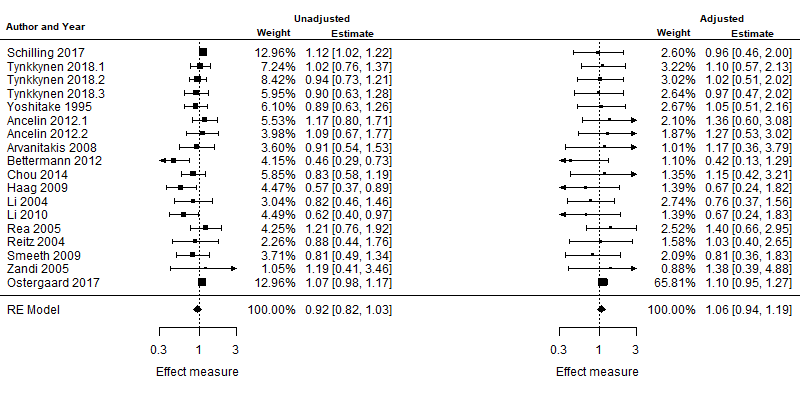 Unadjusted Adjusted
Author and Year Weight Estimate Weight Estimate
Schilling 2017 12.96% 1.12 [1.02, 1.22] 2.60% 0.96 [0.46, 2.00]
Tynkkynen 2018.1 7.24% 1.02 [0.76, 1.37] 3.22% 1.10 [0.57, 2.13]
Tynkkynen 2018.2 8.42% 0.94 [0.73, 1.21] 3.02% 1.02 [0.51, 2.02]
Tynkkynen 2018.3 5.95% 0.90 [0.63, 1.28] 2.64% 0.97 [0.47, 2.02]
Yoshitake 1995 6.10% 0.89 [0.63, 1.26] 2.67% 1.05 [0.51, 2.16]
Ancelin 2012.1 5.53% 1.17 [0.80, 1.71] 2.10% 1.36 [0.60, 3.08]
Ancelin 2012.2 3.98% 1.09 [0.67, 1.77] 1.87% 1.27 [0.53, 3.02]
Arvanitakis 2008 3.60% 0.91 [0.54, 1.53] 1.01% 1.17 [0.36, 3.79]
Bettermann 2012 4.15% 0.46 [0.29, 0.73] 1.10% 0.42 [0.13, 1.29]
Chou 2014 5.85% 0.83 [0.58, 1.19] 1.35% 1.15 [0.42, 3.21]
Haag 2009 4.47% 0.57 [0.37, 0.89] 1.39% 0.67 [0.24, 1.82]
Li 2004 3.04% 0.82 [0.46, 1.46] 2.74% 0.76 [0.37, 1.56]
Li 2010 4.49% 0.62 [0.40, 0.97] 1.39% 0.67 [0.24, 1.83]
Rea 2005 4.25% 1.21 [0.76, 1.92] 2.52% 1.40 [0.66, 2.95]
Reitz 2004 2.26% 0.88 [0.44, 1.76] 1.58% 1.03 [0.40, 2.65]
Smeeth 2009 3.71% 0.81 [0.49, 1.34] 2.09% 0.81 [0.36, 1.83]
Zandi 2005 1.05% 1.19 [0.41, 3.46] 0.88% 1.38 [0.39, 4.88]
Ostergaard 2017 12.96% 1.07 [0.98, 1.17] 65.81% 1.10 [0.95, 1.27]
RE Model 100.00% 0.92 [0.82, 1.03] 100.00% 1.06 [0.94, 1.19]
0.3 1 3 0.3 1 3
Effect measure Effect measure